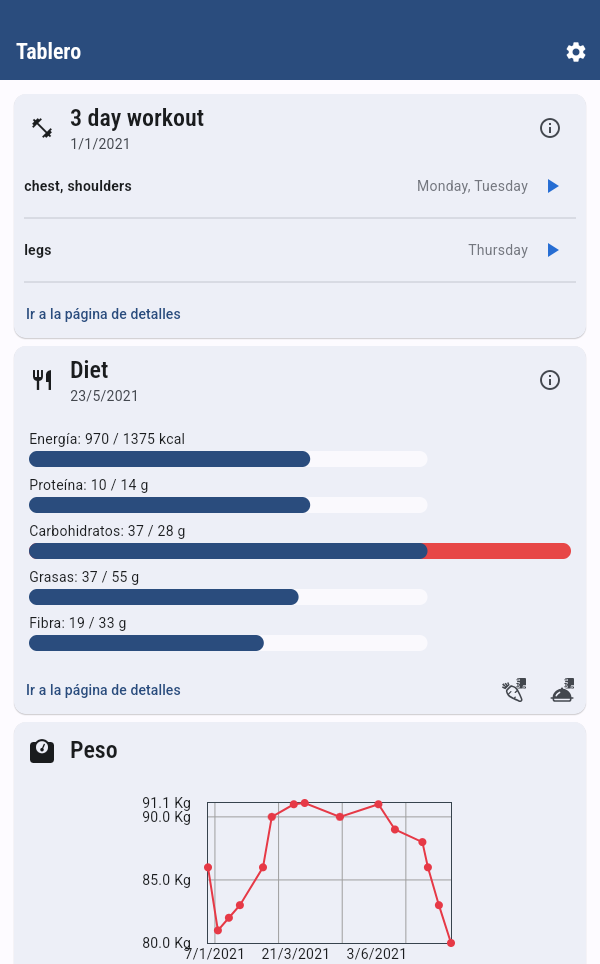 Tablero
3 day workout
1/1/2021
chest, shoulders Monday, Tuesday
legs Thursday
Ir a la página de detalles
Diet
23/5/2021
Energía: 970 / 1375 kcal
Proteína: 10 / 14 g
Carbohidratos: 37 / 28 g
Grasas: 37 / 55 g
Fibra: 19 / 33 g
Ir a la página de detalles
Peso
91.1 Kg
90.0 Kg
85.0 Kg
80.0 Kg
7/1/2021 21/3/2021 3/6/2021